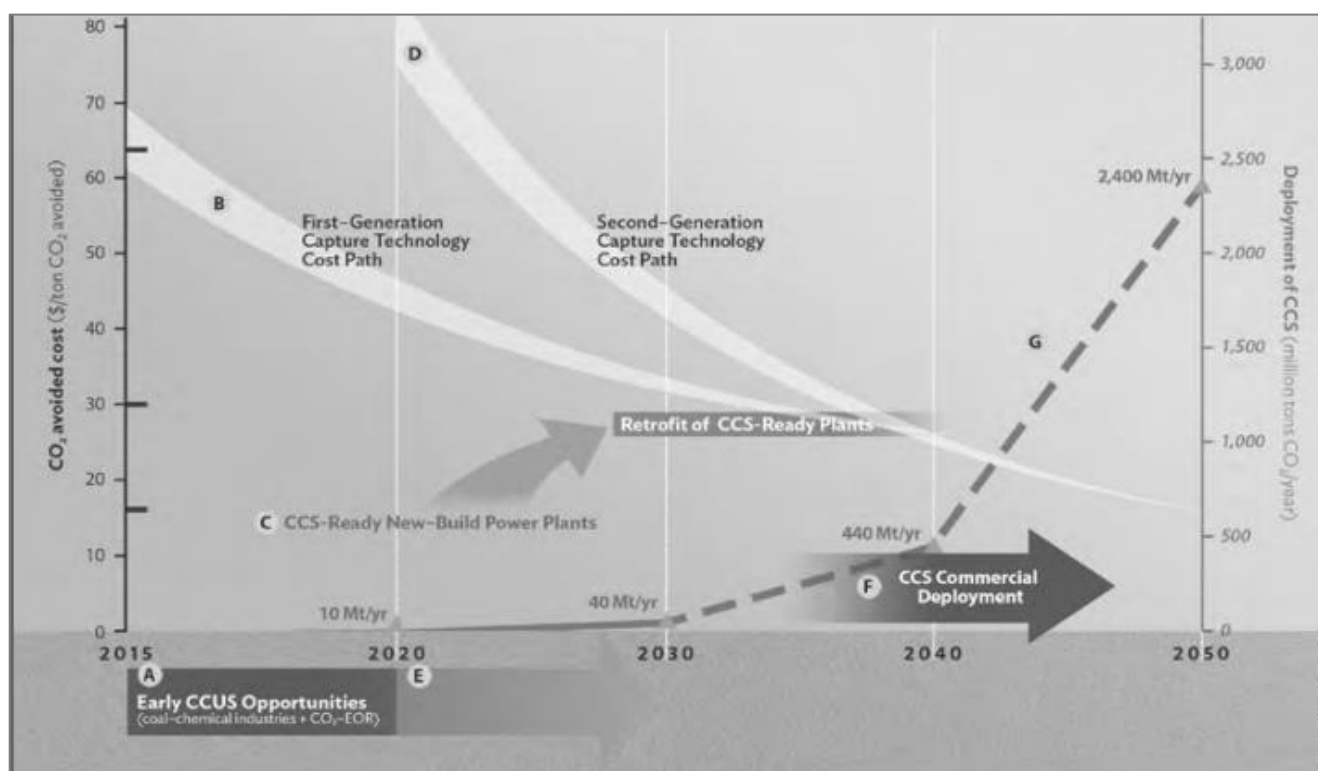 80
70
60
50
40
30
20
10
0
CO₂ avoided cost ($/ton CO₂ avoided)
D
B
First–Generation
Capture Technology
Cost Path
Second–Generation
Capture Technology
Cost Path
G
Retrofit of CCS-Ready Plants
C CCS-Ready New–Build Power Plants
10 Mt/yr
40 Mt/yr
440 Mt/yr
2,400 Mt/yr
F
CCS Commercial
Deployment
3,000
2,500
2,000
1,500
1,000
500
0
Deployment of CCS (million tons CO₂/year)
2015 2020 2030 2040 2050
A
E
Early CCUS Opportunities
(coal–chemical industries + CO₂–EOR)